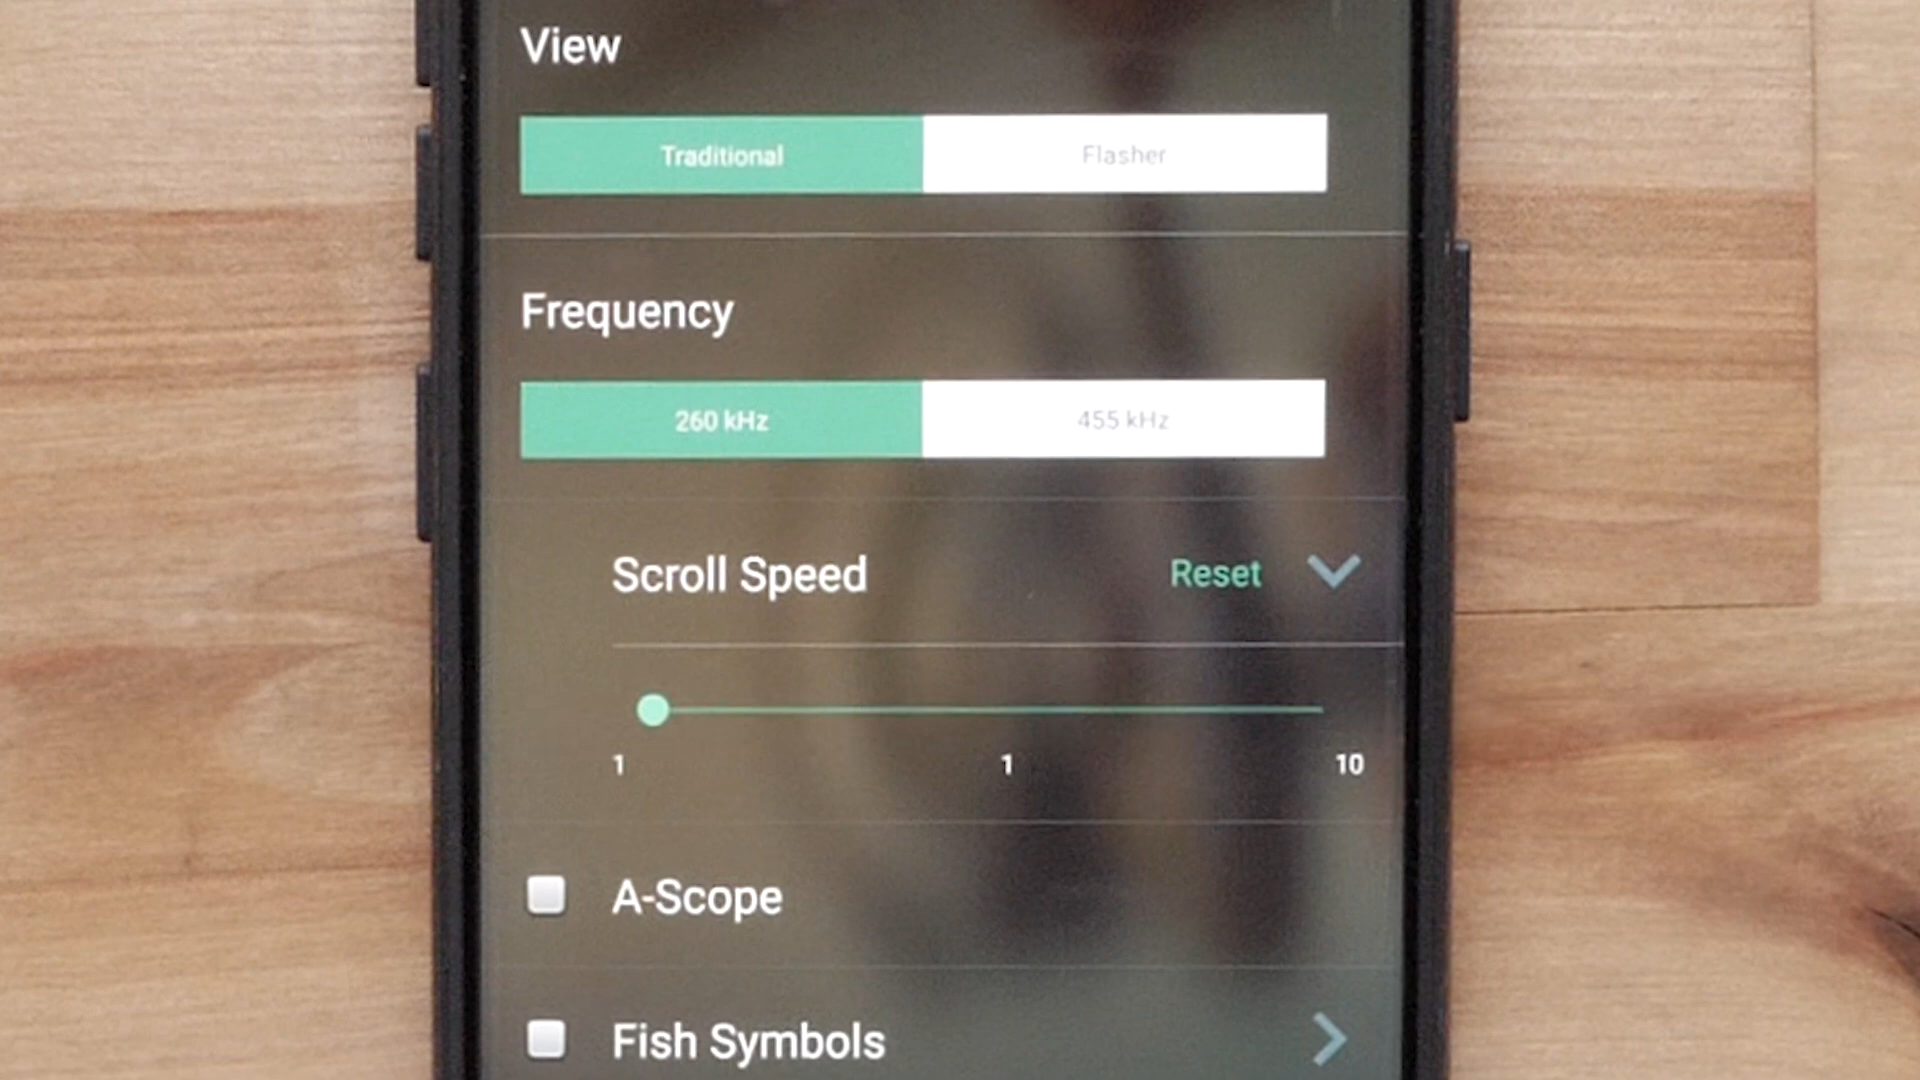 View
Traditional Flasher
Frequency
260 kHz 455 kHz
Scroll Speed Reset
1 1 10
A-Scope
Fish Symbols